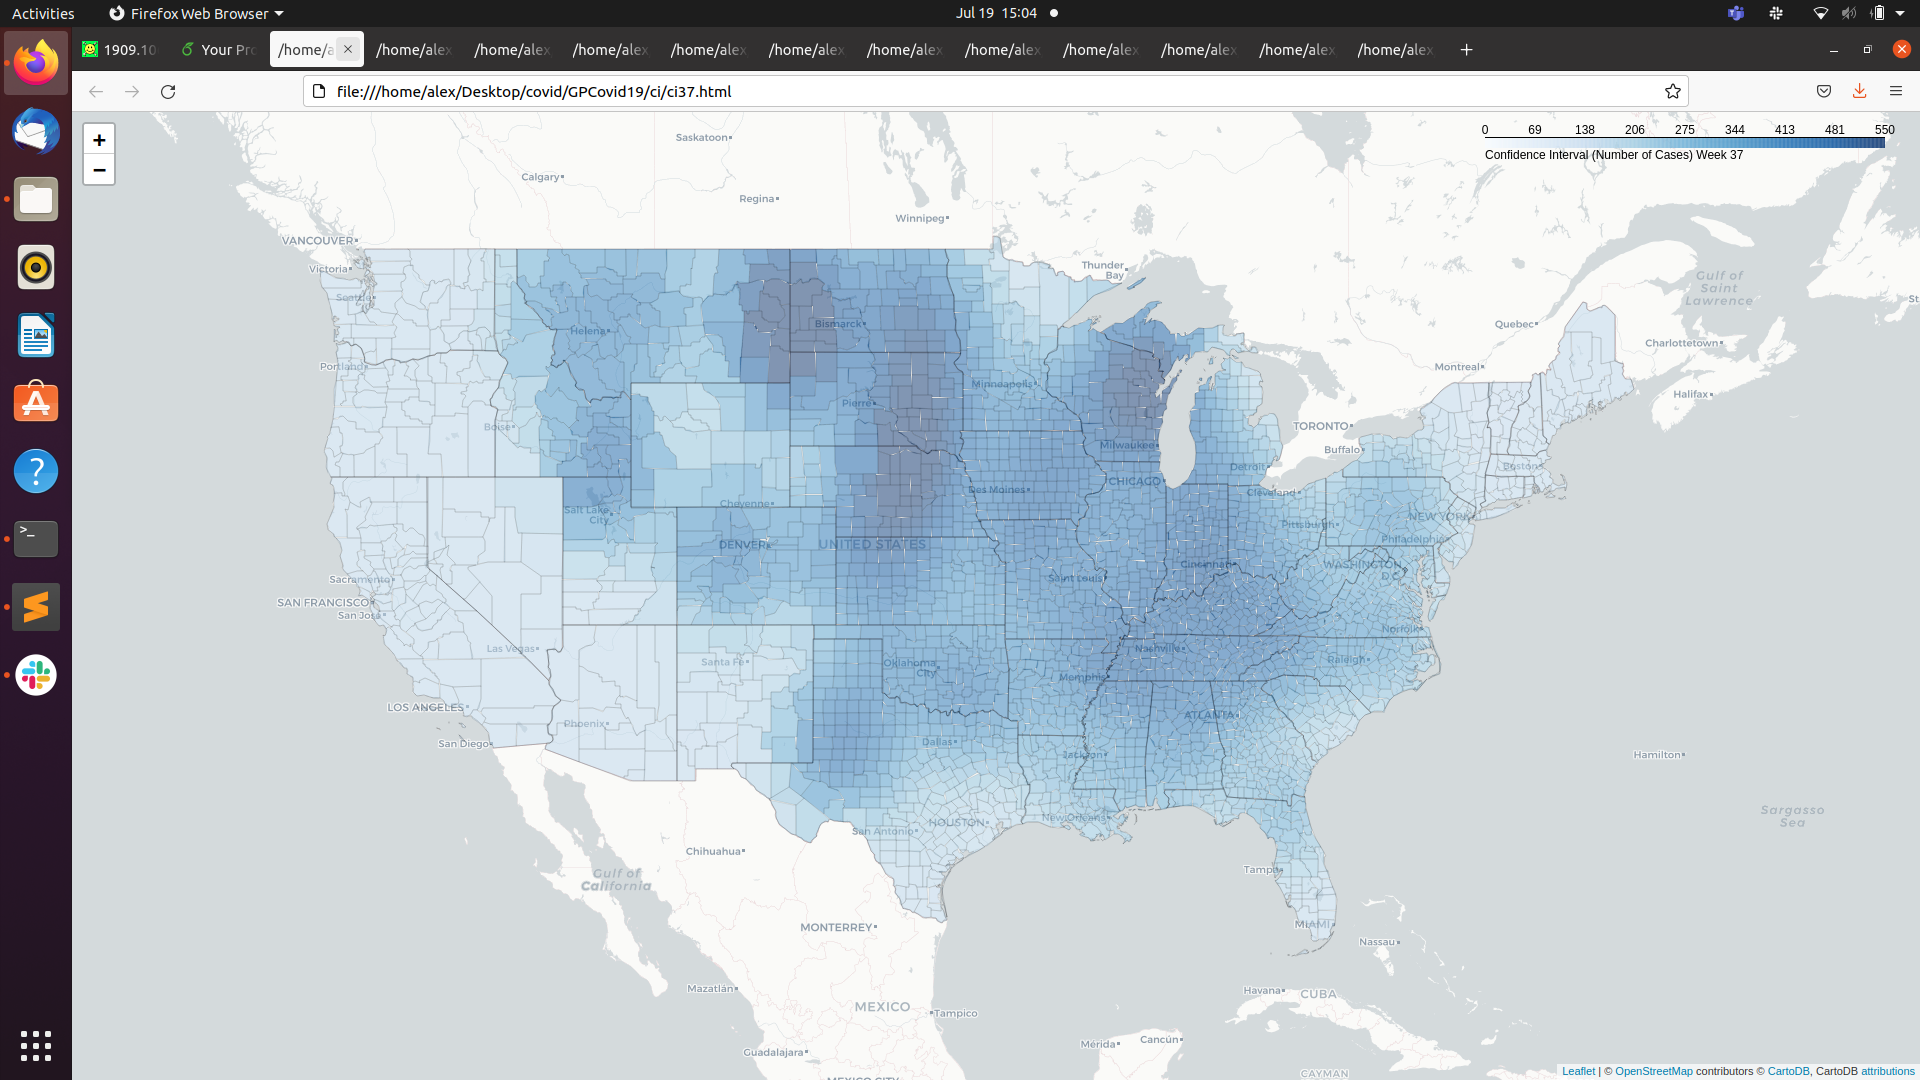 Activities
Firefox Web Browser
Jul 19 15:04
1909.10
Your Pro
/home/a
/home/alex
/home/alex
/home/alex
/home/alex
/home/alex
/home/alex
/home/alex
/home/alex
/home/alex
/home/alex
/home/alex
file:///home/alex/Desktop/covid/GPCovid19/ci/ci37.html
+
−
0 69 138 206 275 344 413 481 550
Confidence Interval (Number of Cases) Week 37
Saskatoon
Calgary
Regina
Winnipeg
VANCOUVER
Victoria
Seattle
Thunder
Bay
Gulf of
Saint
Lawrence
St
Helena
Bismarck
Quebec
Charlottetown
Portland
Montreal
Minneapolis
Halifax
Pierre
Boise
TORONTO
Milwaukee
Buffalo
Detroit
Boston
CHICAGO
Des Moines
Cleveland
Cheyenne
Salt Lake
City
NEW YORK
Pittsburgh
Philadelphia
DENVER
UNITED STATES
Cincinnati
WASHINGTON
D.C.
Sacramento
Saint Louis
SAN FRANCISCO
San Jose
Norfolk
Las Vegas
Nashville
Santa Fe
Oklahoma
City
Raleigh
Memphis
LOS ANGELES
Phoenix
ATLANTA
San Diego
Dallas
Jackson
Hamilton
Sargasso
Sea
New Orleans
HOUSTON
San Antonio
Chihuahua
Tampa
Gulf of
California
MIAMI
MONTERREY
Nassau
Mazatlán
Havana
CUBA
MEXICO
Tampico
Mérida
Cancún
Guadalajara
CAYMAN
MEXICO CITY
Leaflet | © OpenStreetMap contributors © CartoDB, CartoDB attributions